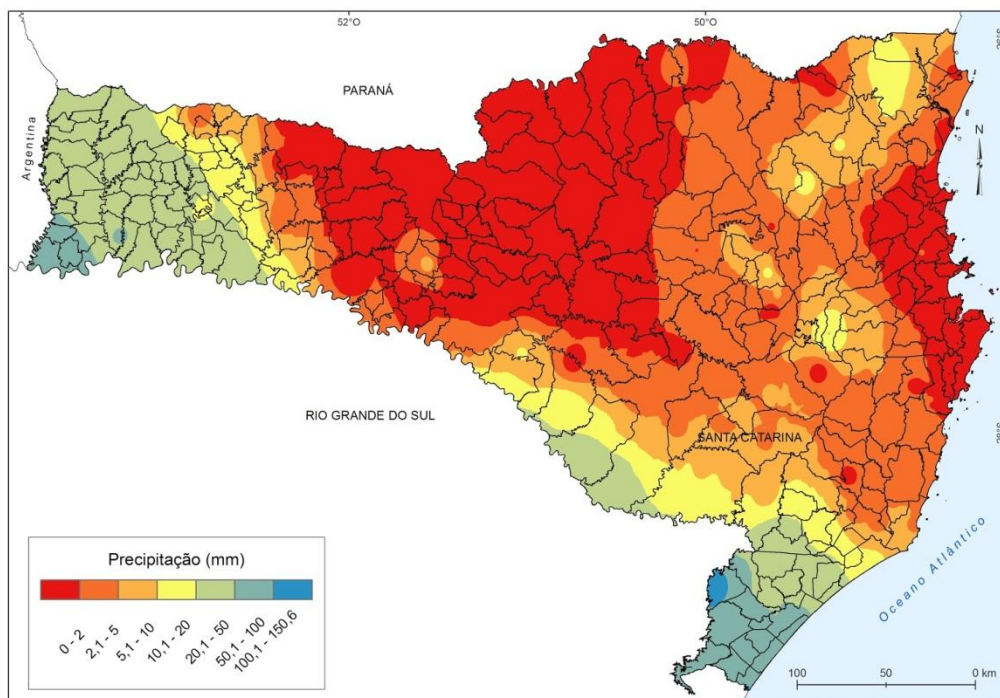 52°O
50°O
26°S
PARANÁ
Argentina
N
RIO GRANDE DO SUL
SANTA CATARINA
28°S
Oceano Atlântico
Precipitação (mm)
0 - 2
2,1 - 5
5,1 - 10
10,1 - 20
20,1 - 50
50,1 - 100
100,1 - 150,6
100
50
0 km